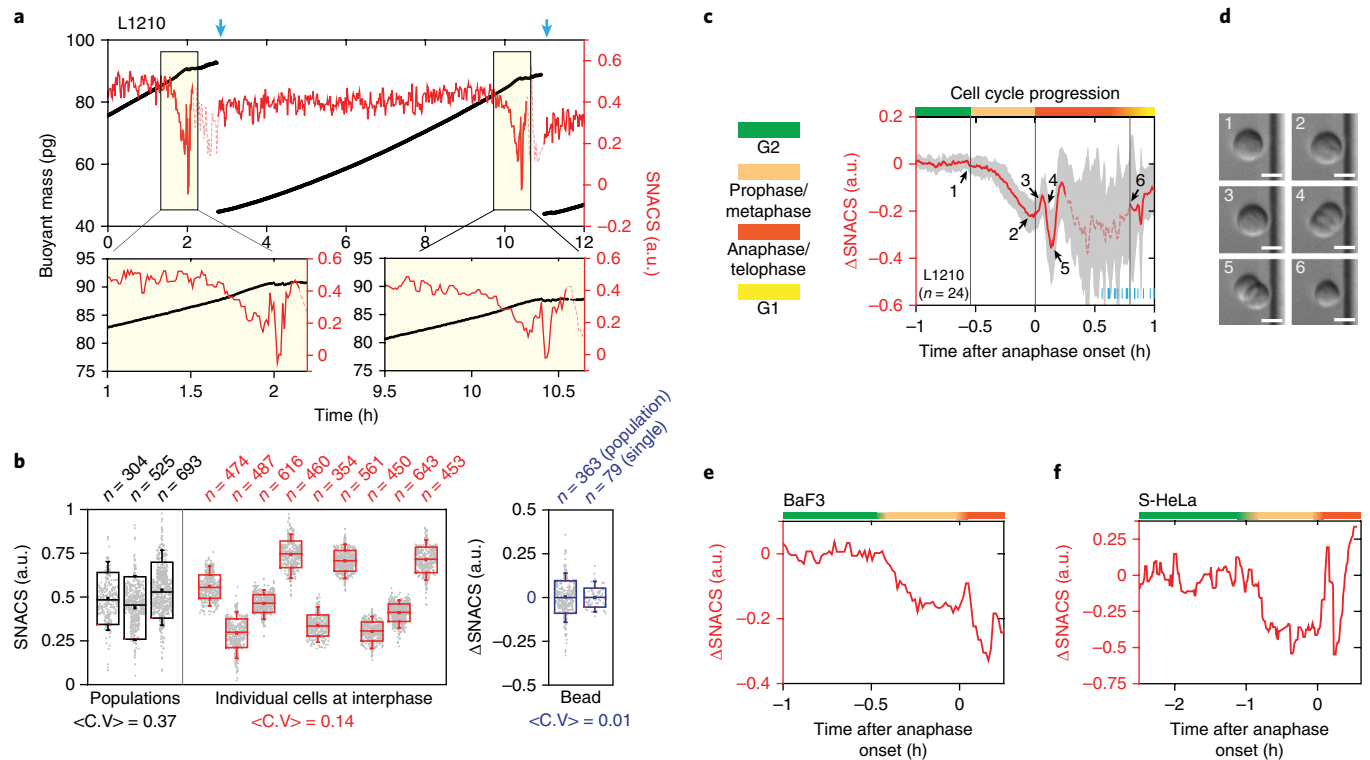 a
L1210
100
80
60
40
Buoyant mass (pg)
0.6
0.4
0.2
0
−0.2
SNACS (a.u.)
0
2
4
6
8
10
12
95
90
85
80
75
0.6
0.4
0.2
0
1
1.5
2
95
90
85
80
75
0.6
0.4
0.2
0
9.5
10
10.5
Time (h)
b
n = 304
n = 525
n = 693
n = 474
n = 487
n = 616
n = 460
n = 354
n = 561
n = 450
n = 643
n = 453
1
0.75
0.5
0.25
0
SNACS (a.u.)
Populations
<C.V> = 0.37
Individual cells at interphase
<C.V> = 0.14
n = 363 (population)
n = 79 (single)
0.5
0.25
0
−0.25
−0.5
ΔSNACS (a.u.)
Bead
<C.V> = 0.01
c
G2
Prophase/
metaphase
Anaphase/
telophase
G1
Cell cycle progression
0.2
0
−0.2
−0.4
−0.6
ΔSNACS (a.u.)
1
2
3
4
5
6
L1210
(n = 24)
−1
−0.5
0
0.5
1
Time after anaphase onset (h)
d
1
2
3
4
5
6
e
BaF3
0
−0.2
−0.4
ΔSNACS (a.u.)
−1
−0.5
0
Time after anaphase
onset (h)
f
S-HeLa
0.25
0
−0.25
−0.5
−0.75
ΔSNACS (a.u.)
−2
−1
0
Time after anaphase
onset (h)